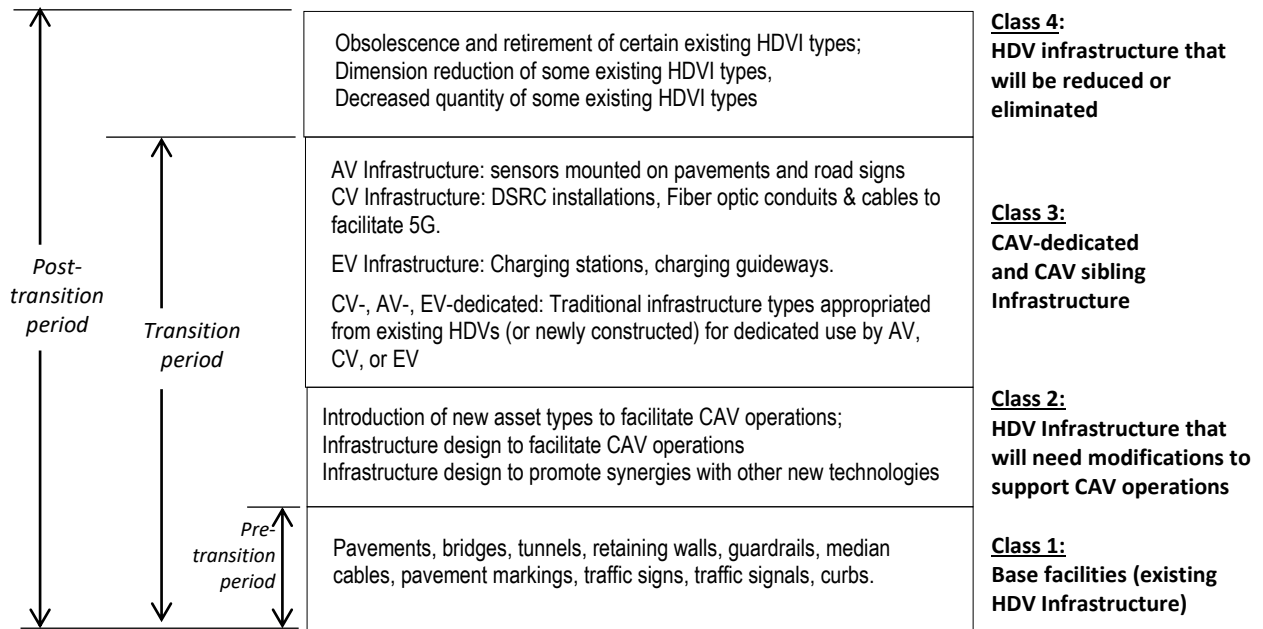 Obsolescence and retirement of certain existing HDVI types;
Dimension reduction of some existing HDVI types,
Decreased quantity of some existing HDVI types
Class 4:
HDV infrastructure that
will be reduced or
eliminated
AV Infrastructure: sensors mounted on pavements and road signs
CV Infrastructure: DSRC installations, Fiber optic conduits & cables to
facilitate 5G.
EV Infrastructure: Charging stations, charging guideways.
CV-, AV-, EV-dedicated: Traditional infrastructure types appropriated
from existing HDVs (or newly constructed) for dedicated use by AV,
CV, or EV
Class 3:
CAV-dedicated
and CAV sibling
Infrastructure
Post-
transition
period
Transition
period
Introduction of new asset types to facilitate CAV operations;
Infrastructure design to facilitate CAV operations
Infrastructure design to promote synergies with other new technologies
Class 2:
HDV Infrastructure that
will need modifications to
support CAV operations
Pre-
transition
period
Pavements, bridges, tunnels, retaining walls, guardrails, median
cables, pavement markings, traffic signs, traffic signals, curbs.
Class 1:
Base facilities (existing
HDV Infrastructure)